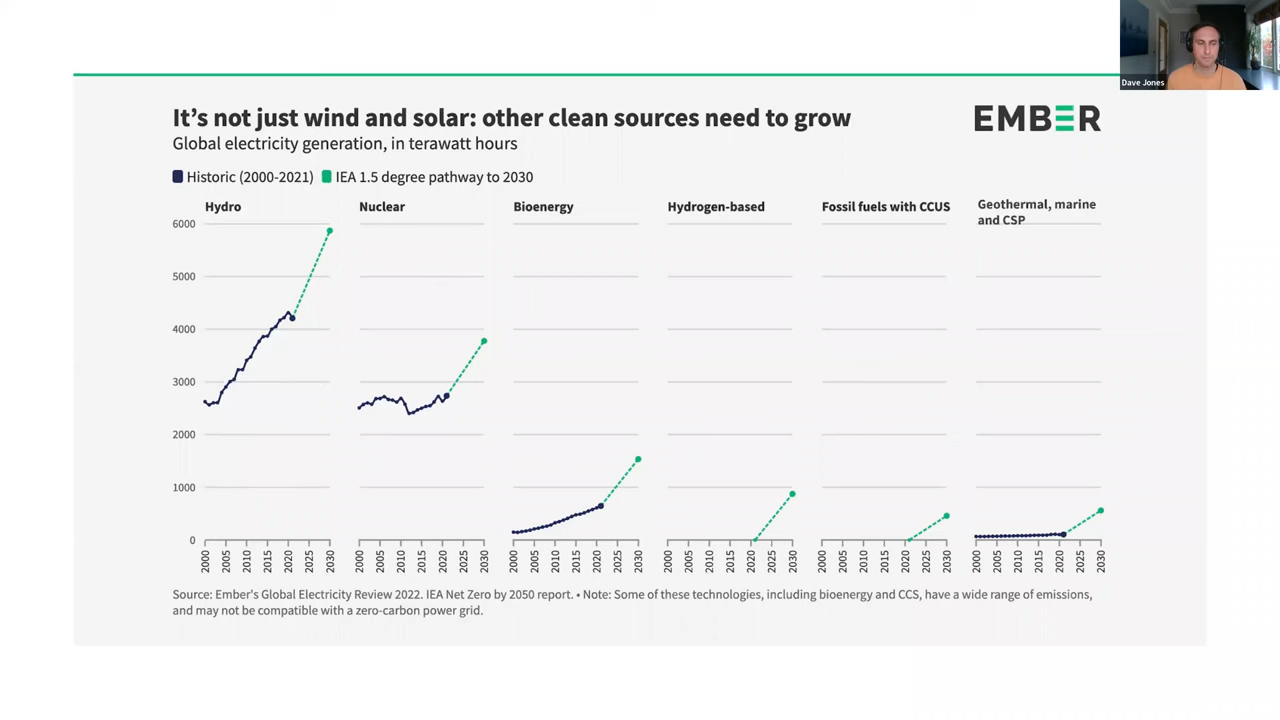 Dave Jones
It's not just wind and solar: other clean sources need to grow
EMBER
Global electricity generation, in terawatt hours
Historic (2000-2021) IEA 1.5 degree pathway to 2030
Hydro Nuclear Bioenergy Hydrogen-based Fossil fuels with CCUS Geothermal, marine
and CSP
6000
5000
4000
3000
2000
1000
0
2000 2005 2010 2015 2020 2030 2000 2005 2010 2015 2020 2030 2000 2005 2010 2015 2020 2030 2000 2005 2010 2015 2020 2030 2000 2005 2010 2015 2020 2030 2000 2005 2010 2015 2020 2030
Source: Ember's Global Electricity Review 2022. IEA Net Zero by 2050 report. • Note: Some of these technologies, including bioenergy and CCS, have a wide range of emissions,
and may not be compatible with a zero-carbon power grid.